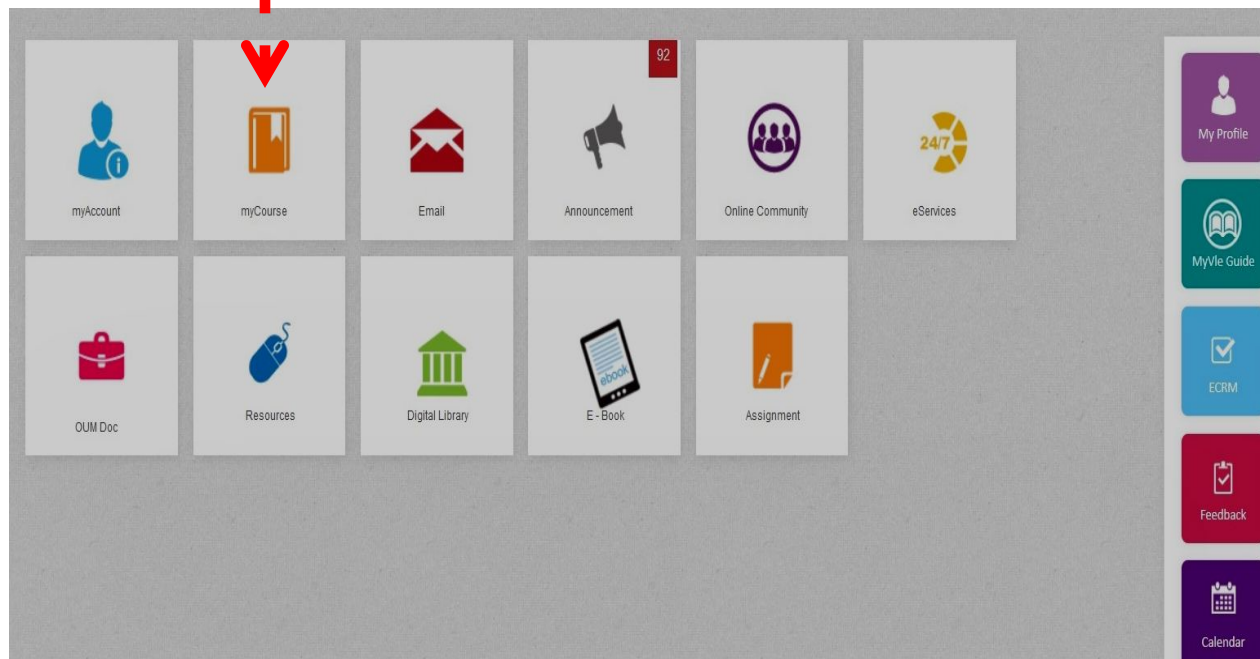 92
24/7
myAccount
myCourse
Email
Announcement
Online Community
eServices
ebook
OUM Doc
Resources
Digital Library
E - Book
Assignment
My Profile
MyVle Guide
ECRM
Feedback
Calendar